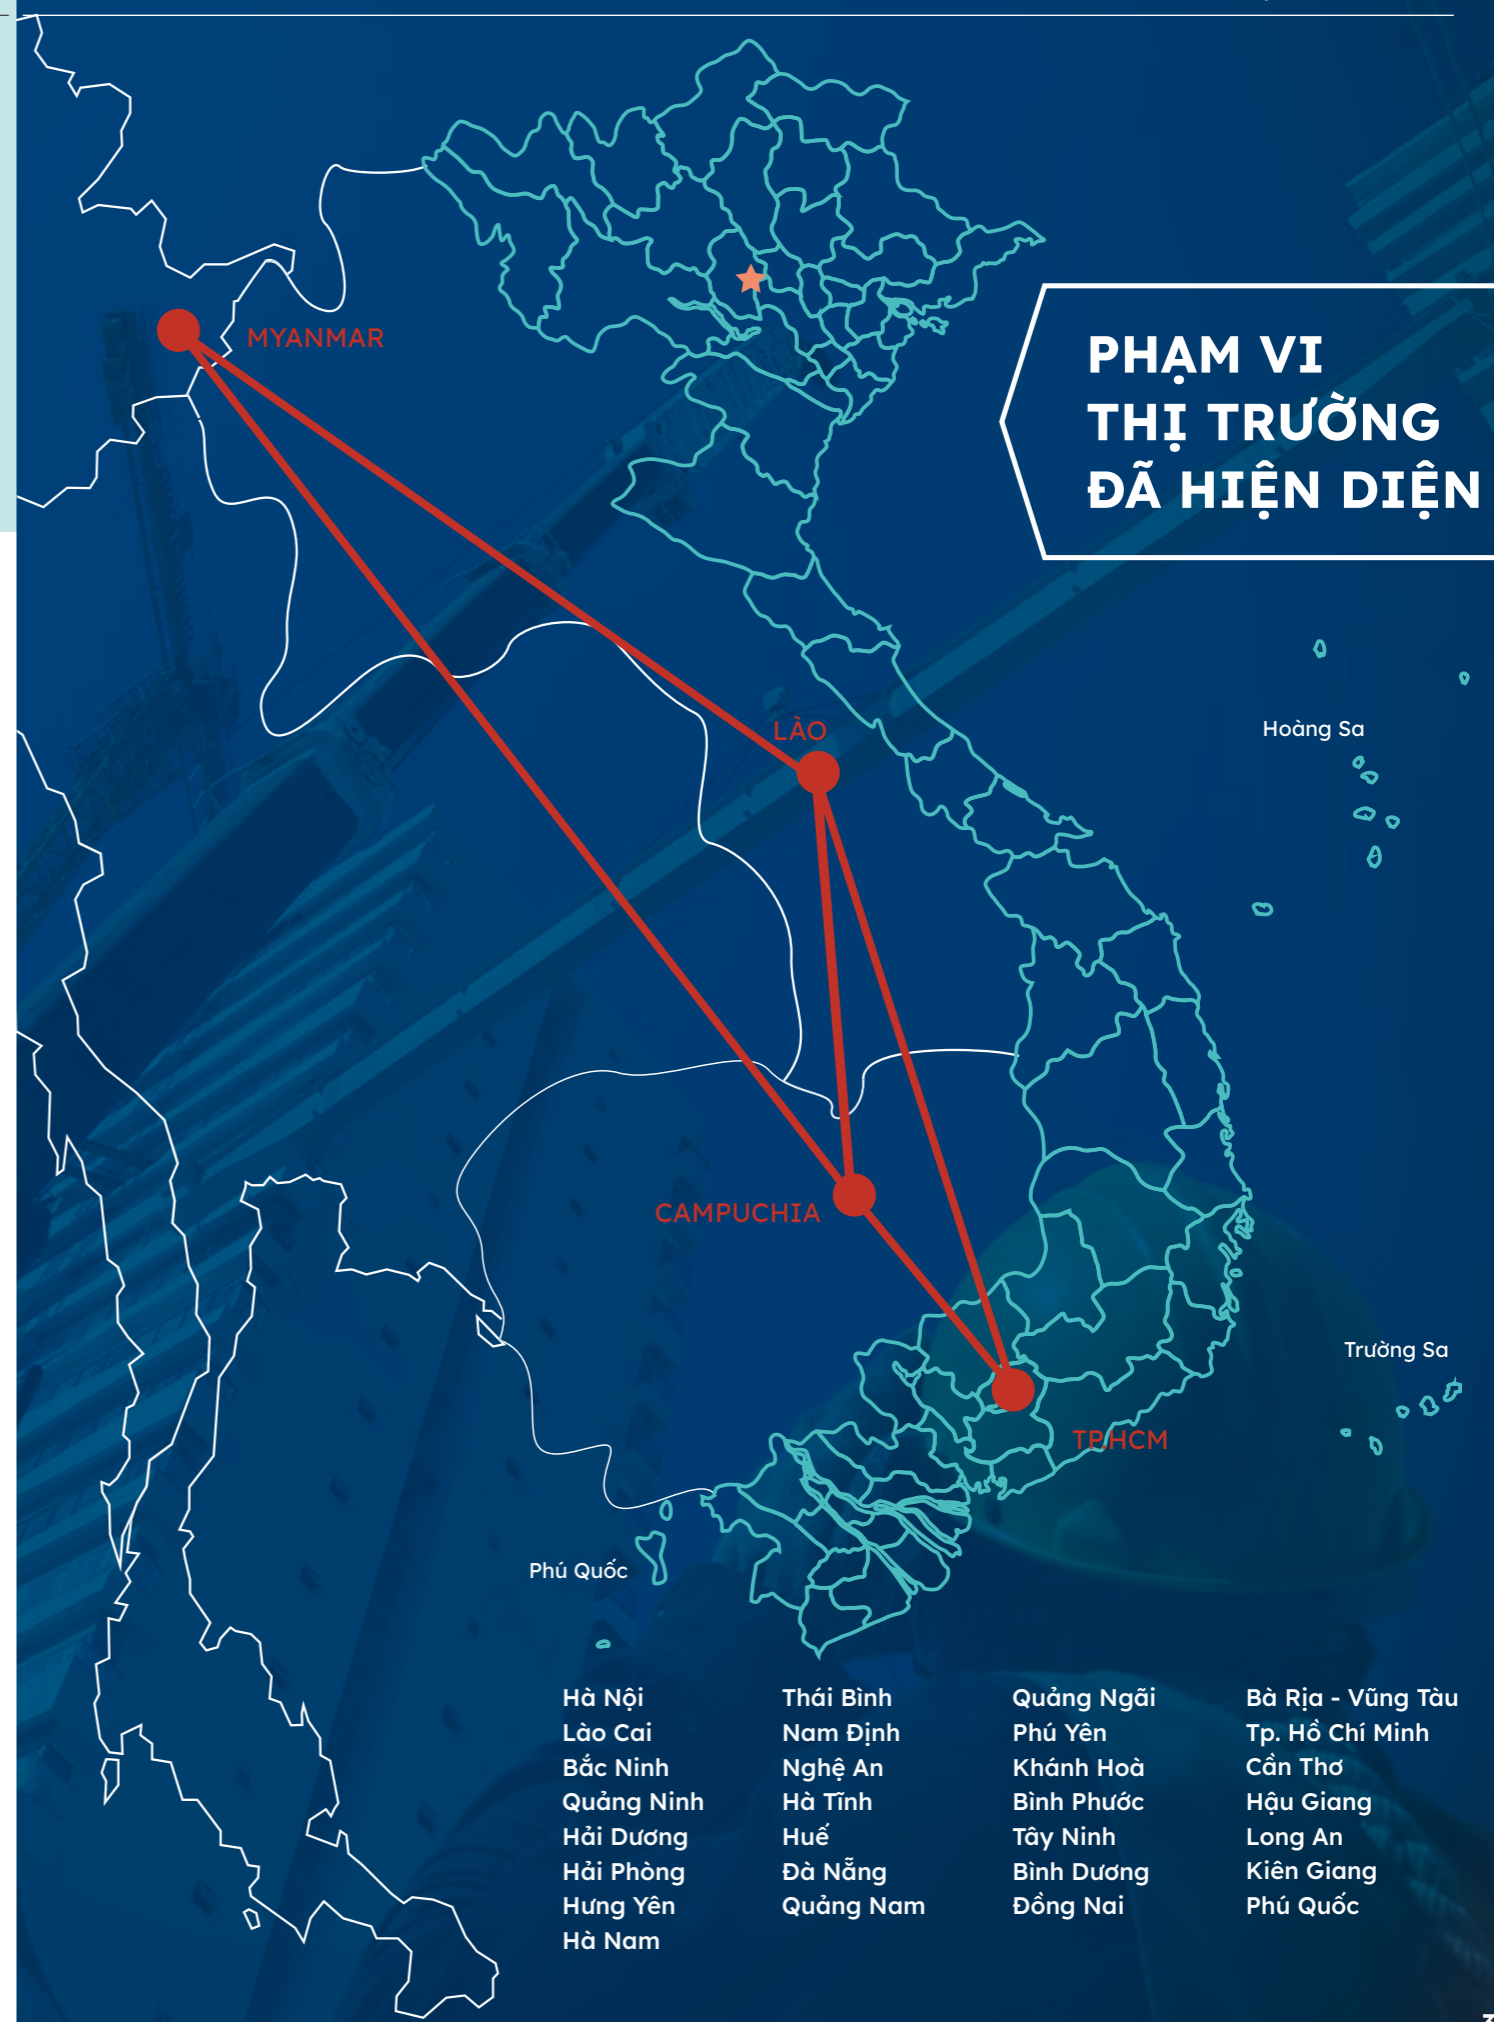 MYANMAR
PHẠM VI
THỊ TRƯỜNG
ĐÃ HIỆN DIỆN
LÀO
Hoàng Sa
CAMPUCHIA
Trường Sa
TP.HCM
Phú Quốc
Hà Nội
Lào Cai
Bắc Ninh
Quảng Ninh
Hải Dương
Hải Phòng
Hưng Yên
Hà Nam
Thái Bình
Nam Định
Nghệ An
Hà Tĩnh
Huế
Đà Nẵng
Quảng Nam
Quảng Ngãi
Phú Yên
Khánh Hoà
Bình Phước
Tây Ninh
Bình Dương
Đồng Nai
Bà Rịa - Vũng Tàu
Tp. Hồ Chí Minh
Cần Thơ
Hậu Giang
Long An
Kiên Giang
Phú Quốc